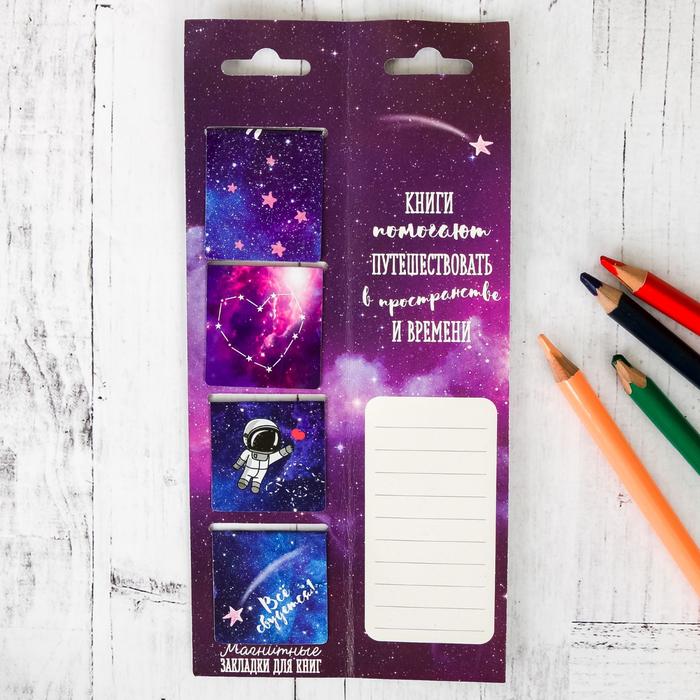 КНИГИ
помогают
ПУТЕШЕСТВОВАТЬ
в пространстве
И ВРЕМЕНИ
Всё
сбудется!
Магнитные
ЗАКЛАДКИ ДЛЯ КНИГ